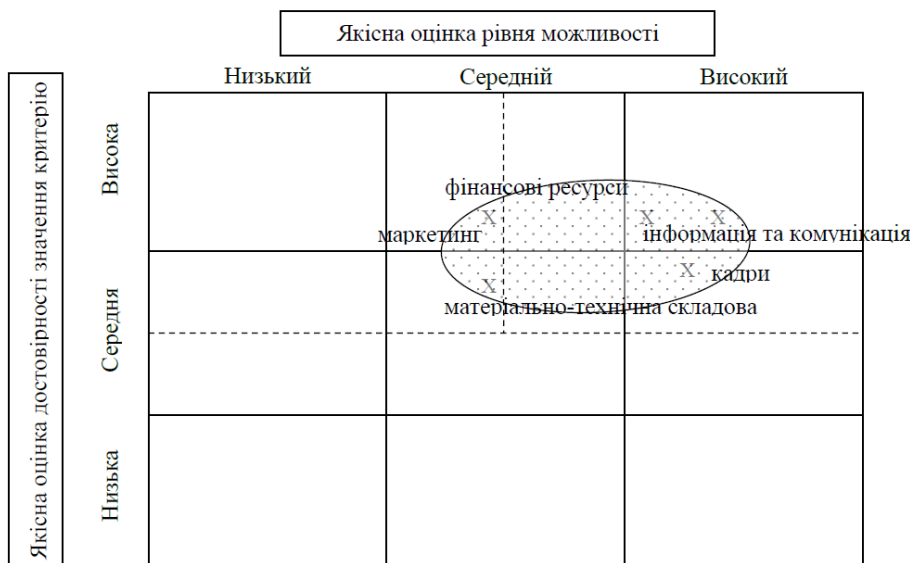 Якісна оцінка рівня можливості
Низький
Середній
Високий
Якісна оцінка достовірності значення критерію
Висока
Середня
Низька
фінансові ресурси
X
X
X
маркетинг
інформація та комунікація
X
кадри
X
матеріально-технічна складова